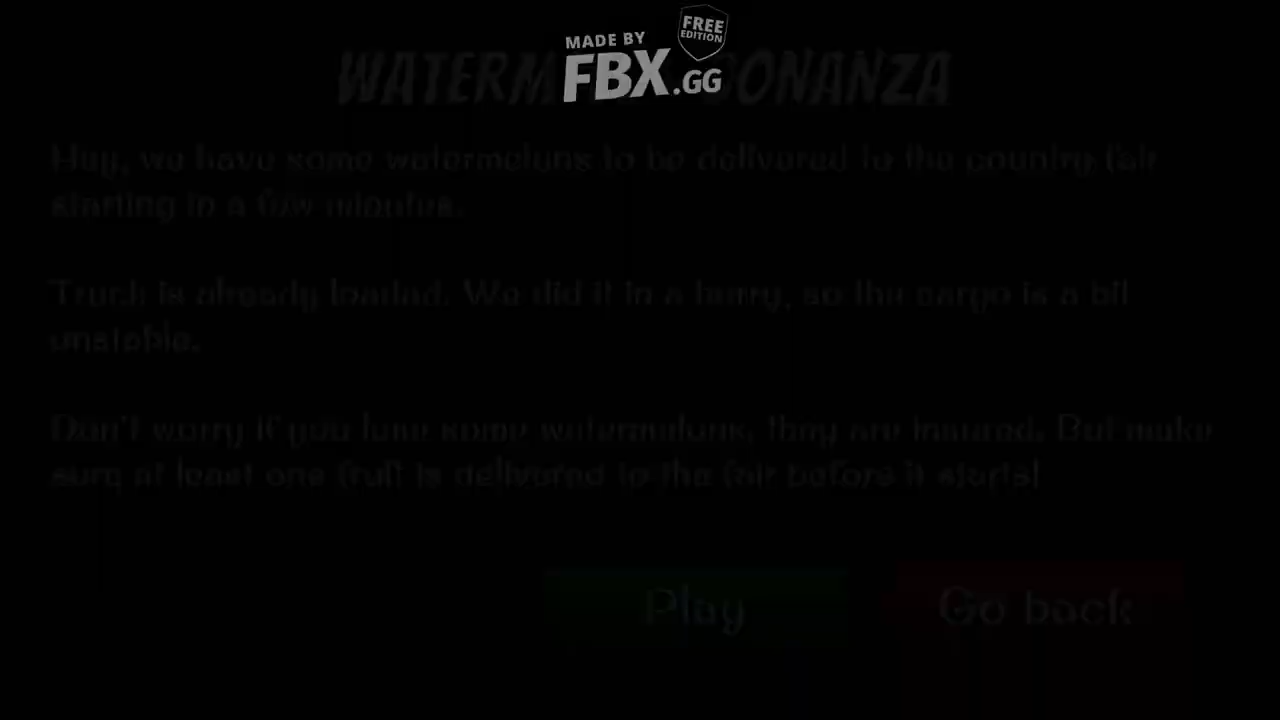 MADE BY
FREE
EDITION
FBX.GG
WATERM BONANZA
Hey, we have some watermelons to be delivered to the country fair
starting in a few minutes.
Truck is already loaded. We did it in a hurry, so the cargo is a bit
unstable.
Don't worry if you lose some watermelons, they are insured. But make
sure at least one fruit is delivered to the fair before it starts!
Play
Go back